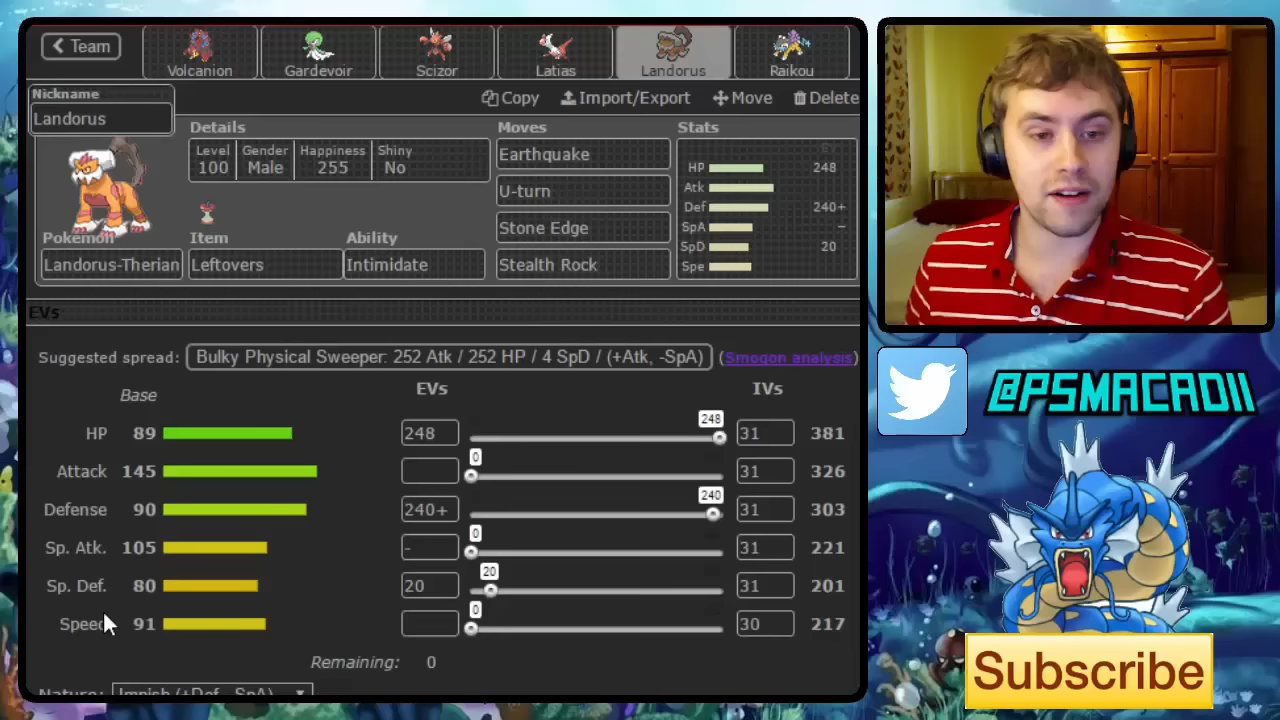 Team
Volcanion
Gardevoir
Scizor
Latias
Landorus
Raikou
Nickname
Landorus
Copy
Import/Export
Move
Delete
Details
Level
100
Gender
Male
Happiness
255
Shiny
No
Pokemon
Landorus-Therian
Item
Leftovers
Ability
Intimidate
Moves
Earthquake
U-turn
Stone Edge
Stealth Rock
Stats
EV
HP 248
Atk
Def 240+
SpA -
SpD 20
Spe
EVs
Suggested spread: Bulky Physical Sweeper: 252 Atk / 252 HP / 4 SpD / (+Atk, -SpA) (Smogon analysis)
Base EVs IVs
HP 89 248 248 31 381
Attack 145 0 31 326
Defense 90 240+ 240 31 303
Sp. Atk. 105 - 0 31 221
Sp. Def. 80 20 20 31 201
Speed 91 0 30 217
Remaining: 0
Nature: Impish (+Def, -SpA)
@PSMACAOII
Subscribe